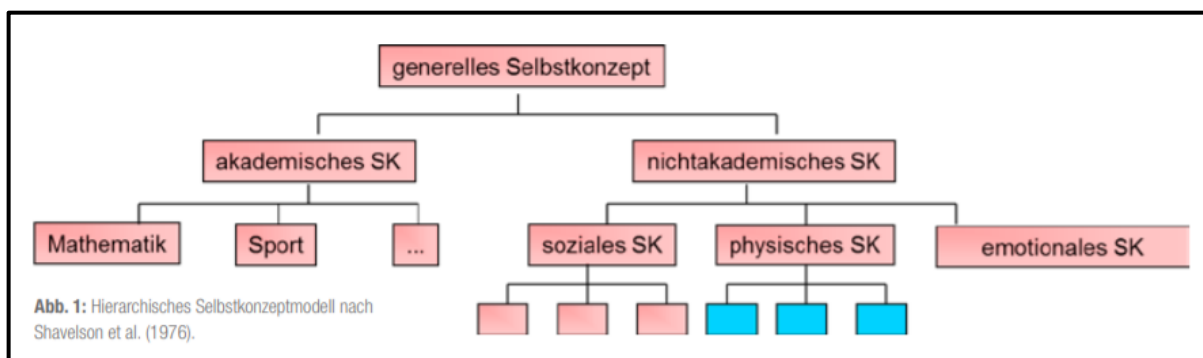 generelles Selbstkonzept
akademisches SK
nichtakademisches SK
Mathematik
Sport
...
soziales SK
physisches SK
emotionales SK
Abb. 1: Hierarchisches Selbstkonzeptmodell nach
Shavelson et al. (1976).